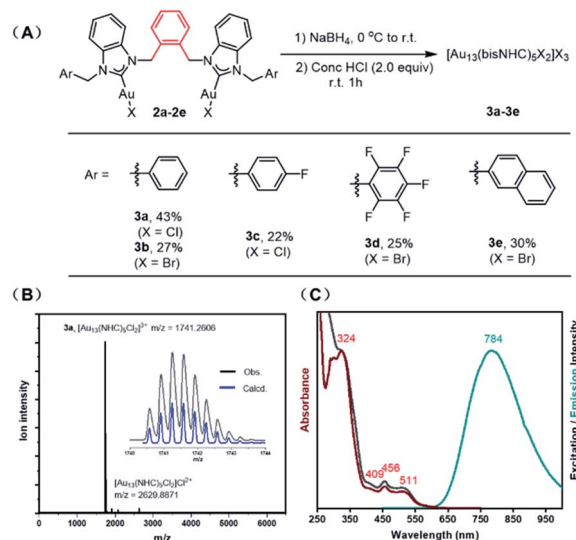 (A)
1) NaBH₄, 0 °C to r.t.
2) Conc HCl (2.0 equiv)
r.t. 1h
[Au₁₃(bisNHC)₅X₂]X₃
N N N N
Ar Ar
Au Au
X 2a-2e X
3a-3e
Ar =
F
F F F F F
3a, 43%
(X = Cl)
3b, 27%
(X = Br)
3c, 22%
(X = Cl)
3d, 25%
(X = Br)
3e, 30%
(X = Br)
(B)
3a, [Au₁₃(NHC)₅Cl₂]³⁺ m/z = 1741.2606
Obs.
Calcd.
1740 1741 1742 1743 1744
m/z
[Au₁₃(NHC)₅Cl₂]Cl²⁺
m/z = 2629.8871
Ion intensity
0 1000 2000 3000 4000 5000 6000
m/z
(C)
324
784
409 456
511
Absorbance
Excitation / Emission Intensity
250 350 450 550 650 750 850 950
Wavelength (nm)